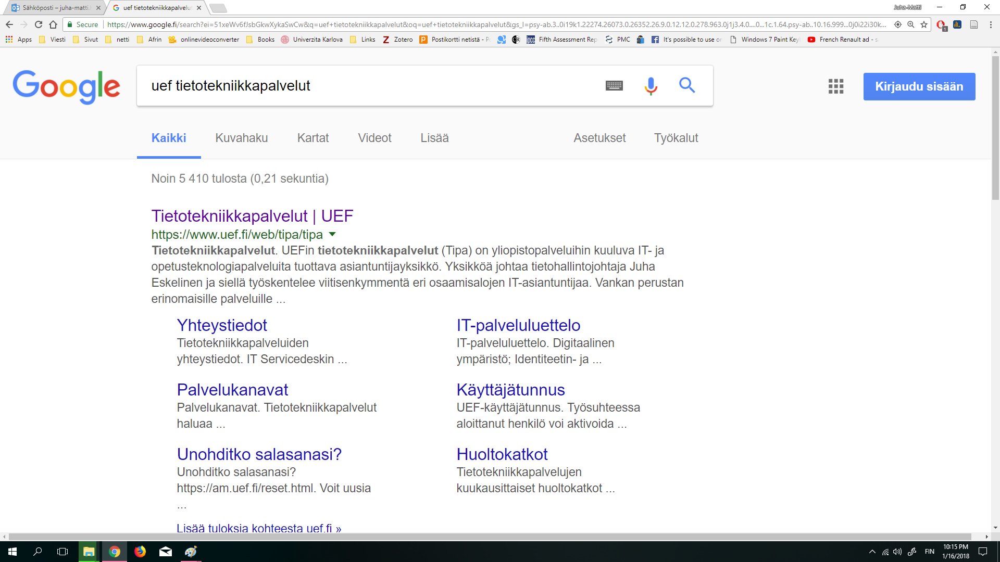 Sähköposti – juha-matti.
uef tietotekniikkapalvelut
Juha-Matti
Secure
https://www.google.fi/search?ei=51xeWv6fJsbGkwXykaSwCw&q=uef+tietotekniikkapalvelut&oq=uef+tietotekniikkapalvelut&gs_l=psy-ab.3..0i19k1.22274.26073.0.26352.26.9.0.12.12.0.278.963.0j1j3.4.0....0...1c.1.64.psy-ab..10.16.999...0j0i22i30k...
1
Apps
Viesti
Sivut
netti
Afrin
onlinevideoconverter
Books
Univerzita Karlova
Links
Zotero
Postikortti netistä - P
Fifth Assessment Rep
PMC
It's possible to use or
Windows 7 Paint Key
French Renault ad - s
Google
uef tietotekniikkapalvelut
Kirjaudu sisään
Kaikki
Kuvahaku
Kartat
Videot
Lisää
Asetukset
Työkalut
Noin 5 410 tulosta (0,21 sekuntia)
Tietotekniikkapalvelut | UEF
https://www.uef.fi/web/tipa/tipa
Tietotekniikkapalvelut. UEFin tietotekniikkapalvelut (Tipa) on yliopistopalveluihin kuuluva IT- ja
opetusteknologiapalveluita tuottava asiantuntijayksikkö. Yksikköä johtaa tietohallintojohtaja Juha
Eskelinen ja siellä työskentelee viitisenkymmentä eri osaamisalojen IT-asiantuntijaa. Vankan perustan
erinomaisille palveluille ...
Yhteystiedot
Tietotekniikkapalveluiden
yhteystiedot. IT Servicedeskin ...
IT-palveluluettelo
IT-palveluluettelo. Digitaalinen
ympäristö; Identiteetin- ja ...
Palvelukanavat
Palvelukanavat. Tietotekniikkapalvelut
haluaa ...
Käyttäjätunnus
UEF-käyttäjätunnus. Työsuhteessa
aloittanut henkilö voi aktivoida ...
Unohditko salasanasi?
Unohditko salasanasi?
https://am.uef.fi/reset.html. Voit uusia
...
Huoltokatkot
Tietotekniikkapalvelujen
kuukausittaiset huoltokatkot ...
Lisää tuloksia kohteesta uef.fi »
FIN
10:15 PM
1/16/2018